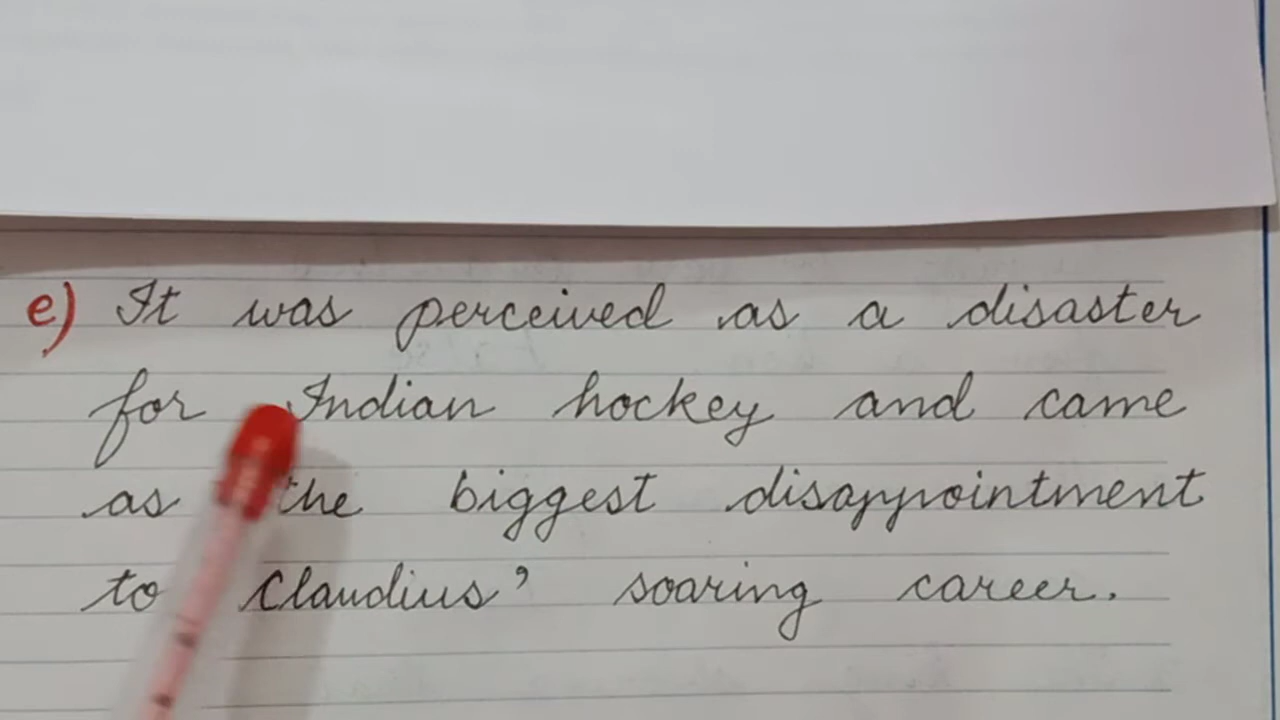 e) It was perceived as a disaster
for Indian hockey and came
as the biggest disappointment
to Claudius' soaring career.